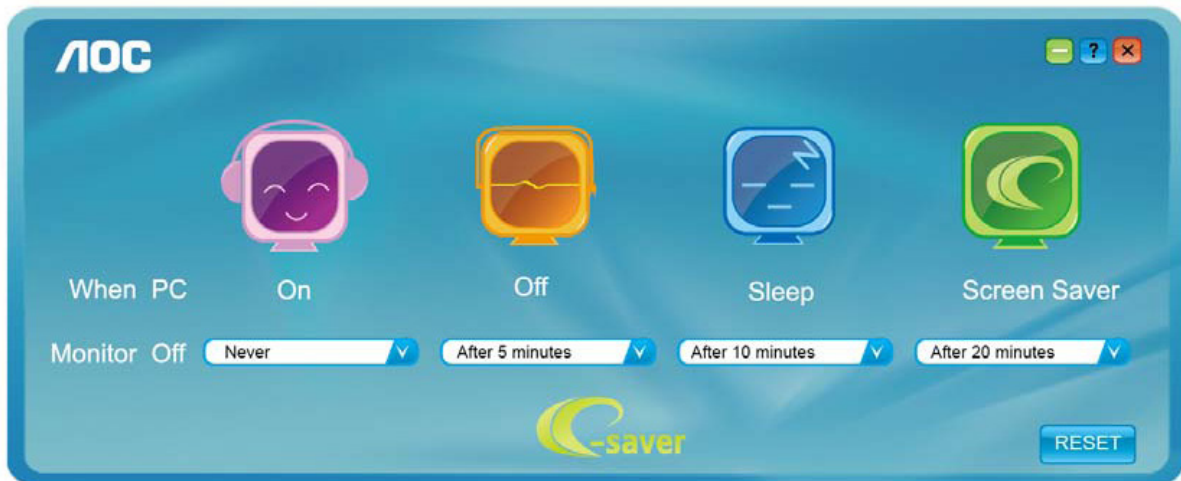 AOC
?
When PC On Off Sleep Screen Saver
Monitor Off Never After 5 minutes After 10 minutes After 20 minutes
e-saver
RESET